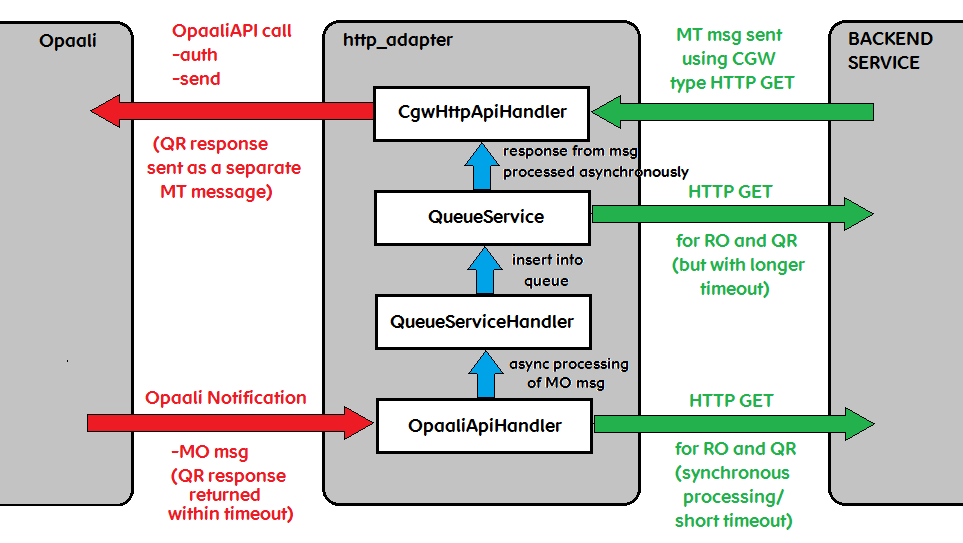 Opaali
OpaaliAPI call
-auth
-send
http_adapter
MT msg sent
using CGW
type HTTP GET
BACKEND
SERVICE
CgwHttpApiHandler
(QR response
sent as a separate
MT message)
response from msg
processed asynchronously
QueueService
HTTP GET
for RO and QR
(but with longer
timeout)
insert into
queue
QueueServiceHandler
async processing
of MO msg
Opaali Notification
OpaaliApiHandler
HTTP GET
-MO msg
(QR response
returned
within timeout)
for RO and QR
(synchronous
processing/
short timeout)